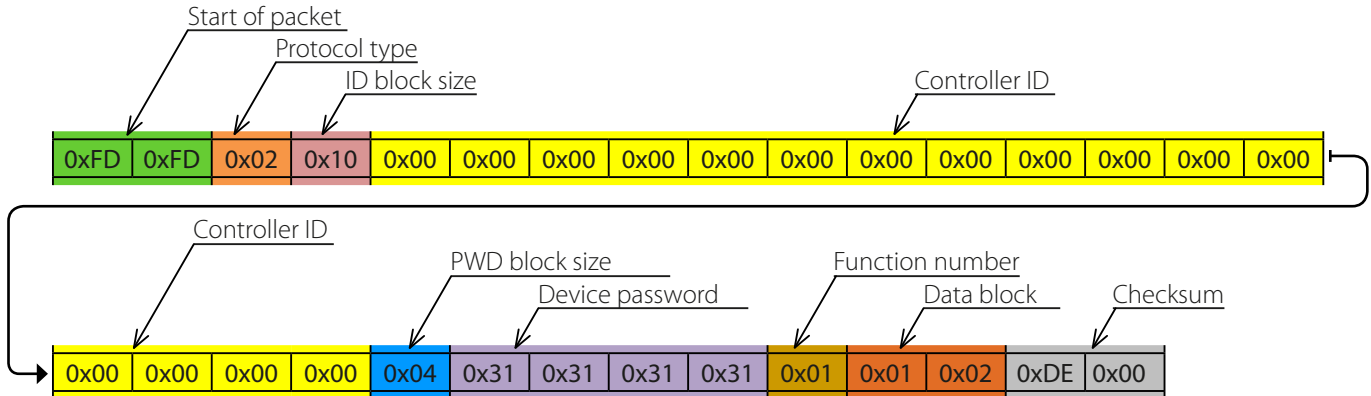 Start of packet
Protocol type
ID block size
Controller ID
0xFD 0xFD 0x02 0x10 0x00 0x00 0x00 0x00 0x00 0x00 0x00 0x00 0x00 0x00 0x00 0x00
Controller ID
PWD block size
Function number
Device password
Data block
Checksum
0x00 0x00 0x00 0x00 0x04 0x31 0x31 0x31 0x31 0x01 0x01 0x02 0xDE 0x00